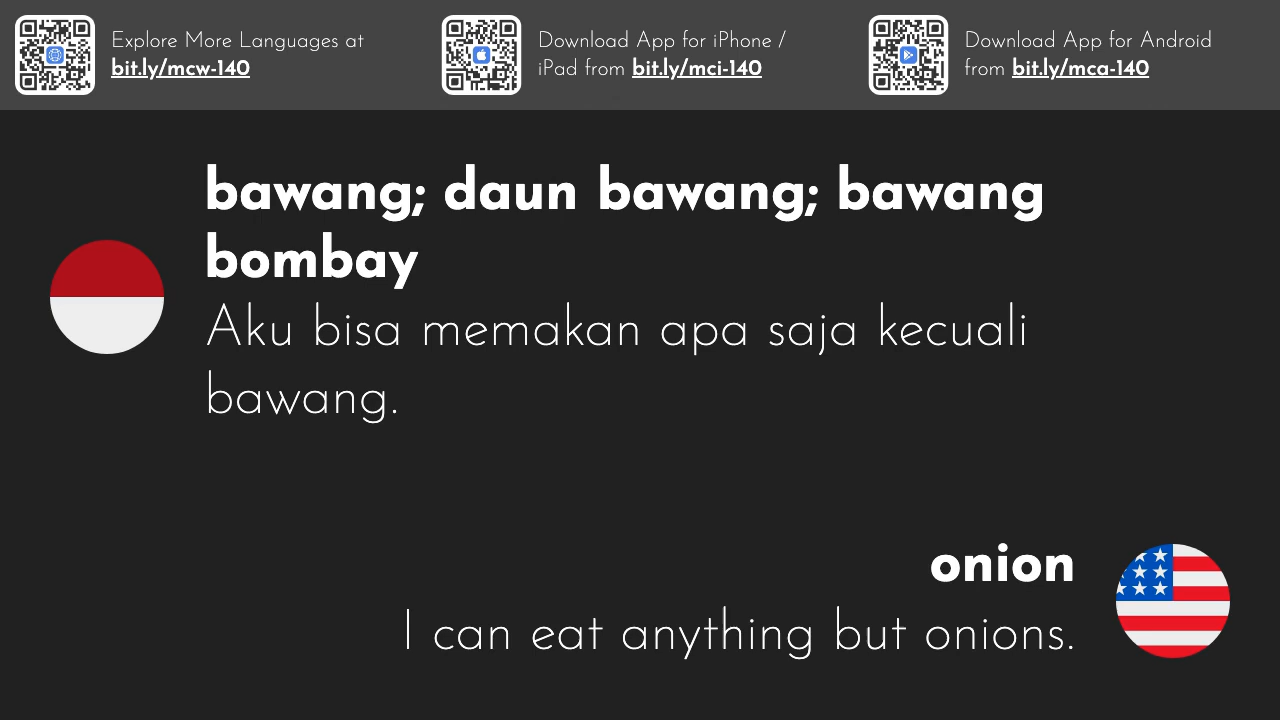 Explore More Languages at
bit.ly/mcw-140
Download App for iPhone /
iPad from bit.ly/mci-140
Download App for Android
from bit.ly/mca-140
bawang; daun bawang; bawang
bombay
Aku bisa memakan apa saja kecuali
bawang.
onion
I can eat anything but onions.